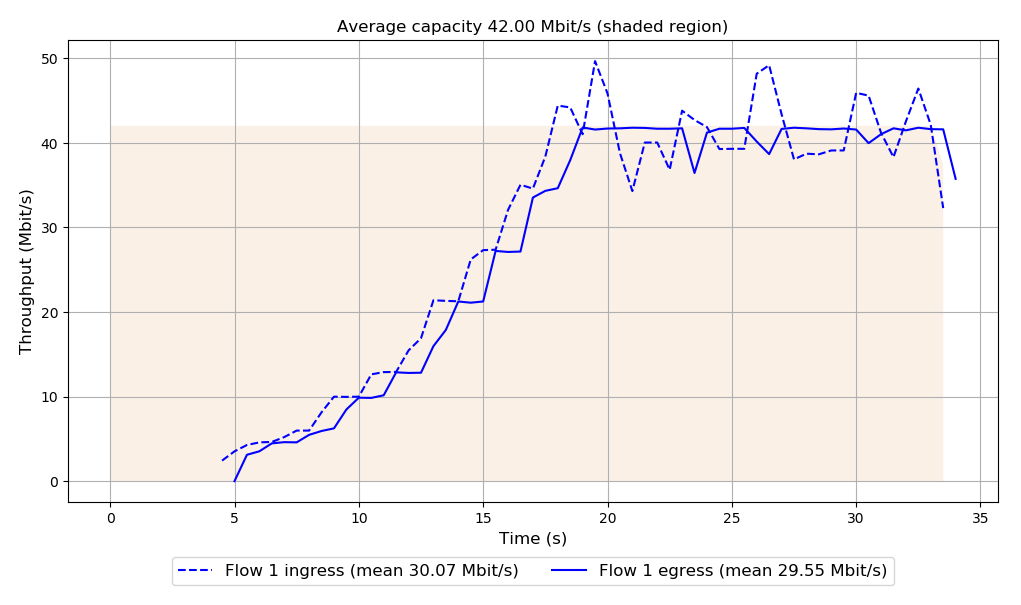 Average capacity 42.00 Mbit/s (shaded region)
50
40
30
20
10
0
Throughput (Mbit/s)
0 5 10 15 20 25 30 35
Time (s)
Flow 1 ingress (mean 30.07 Mbit/s) Flow 1 egress (mean 29.55 Mbit/s)